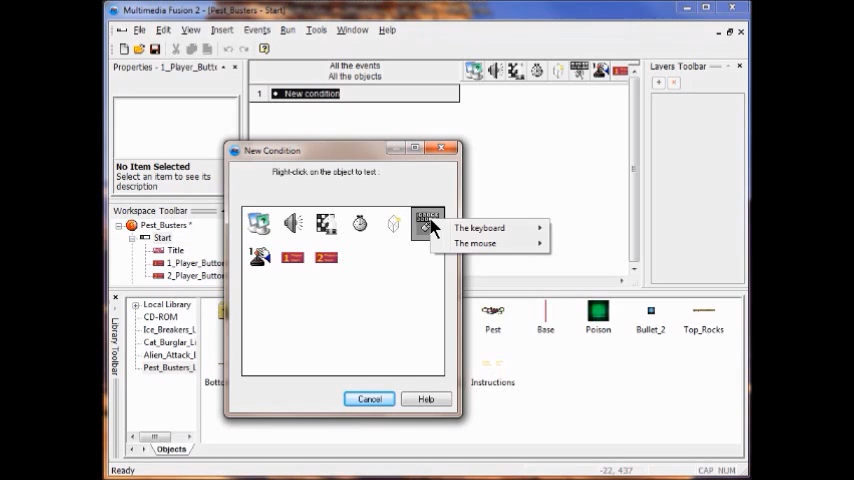 Multimedia Fusion 2 - [Pest_Busters - Start]
File Edit View Insert Events Run Tools Window Help
Properties - 1_Player_Butto
All the events
All the objects
Layers Toolbar
1 New condition
New Condition
Right-click on the object to test :
No Item Selected
Select an item to see its
description
The keyboard
The mouse
Workspace Toolbar
Pest_Busters *
Start
Title
1_Player_Button
2_Player_Button
Library Toolbar
Local Library
CD-ROM
Ice_Breakers_L
Cat_Burglar_L
Alien_Attack_L
Pest_Busters_L
Pest
Base
Poison
Bullet_2
Top_Rocks
Instructions
Cancel
Help
Objects
Ready
-22, 437
CAP NUM